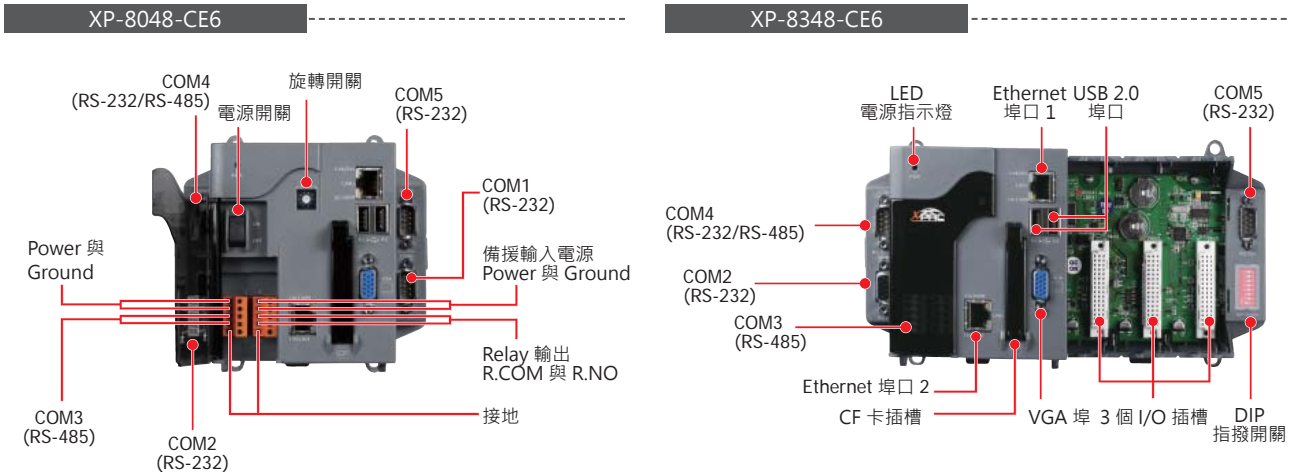 XP-8048-CE6
COM4
(RS-232/RS-485)
電源開關
旋轉開關
COM5
(RS-232)
COM1
(RS-232)
Power 與
Ground
備援輸入電源
Power 與 Ground
Relay 輸出
R.COM 與 R.NO
接地
COM3
(RS-485)
COM2
(RS-232)
XP-8348-CE6
LED
電源指示燈
Ethernet
埠口 1
USB 2.0
埠口
COM5
(RS-232)
COM4
(RS-232/RS-485)
COM2
(RS-232)
COM3
(RS-485)
XPAC
Ethernet 埠口 2
CF 卡插槽
VGA 埠
3 個 I/O 插槽
DIP
指撥開關